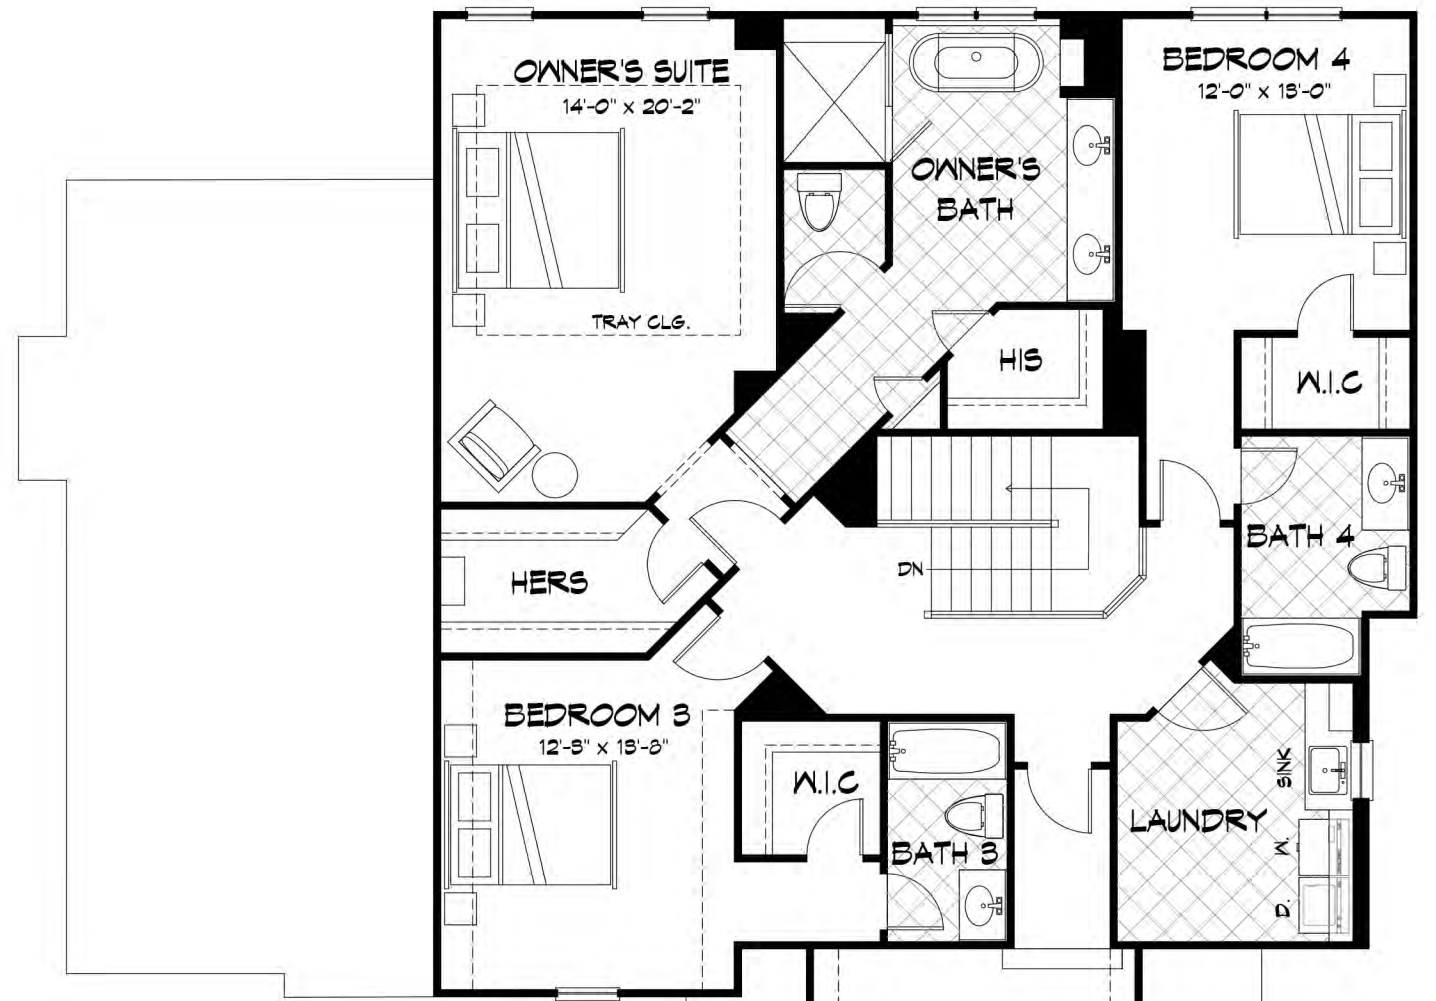 OWNER'S SUITE
14'-0" x 20'-2"
TRAY CLG.
OWNER'S
BATH
BEDROOM 4
12'-0" x 13'-0"
HIS
W.I.C
BATH 4
DN
HERS
BEDROOM 3
12'-3" x 13'-8"
W.I.C
BATH 3
LAUNDRY
SINK
W.
D.